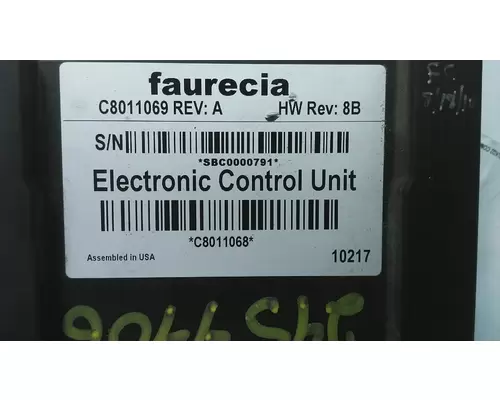 faurecia
C8011069 REV: A HW Rev: 8B
S/N
*SBC0000791*
Electronic Control Unit
*C8011068*
Assembled in USA 10217